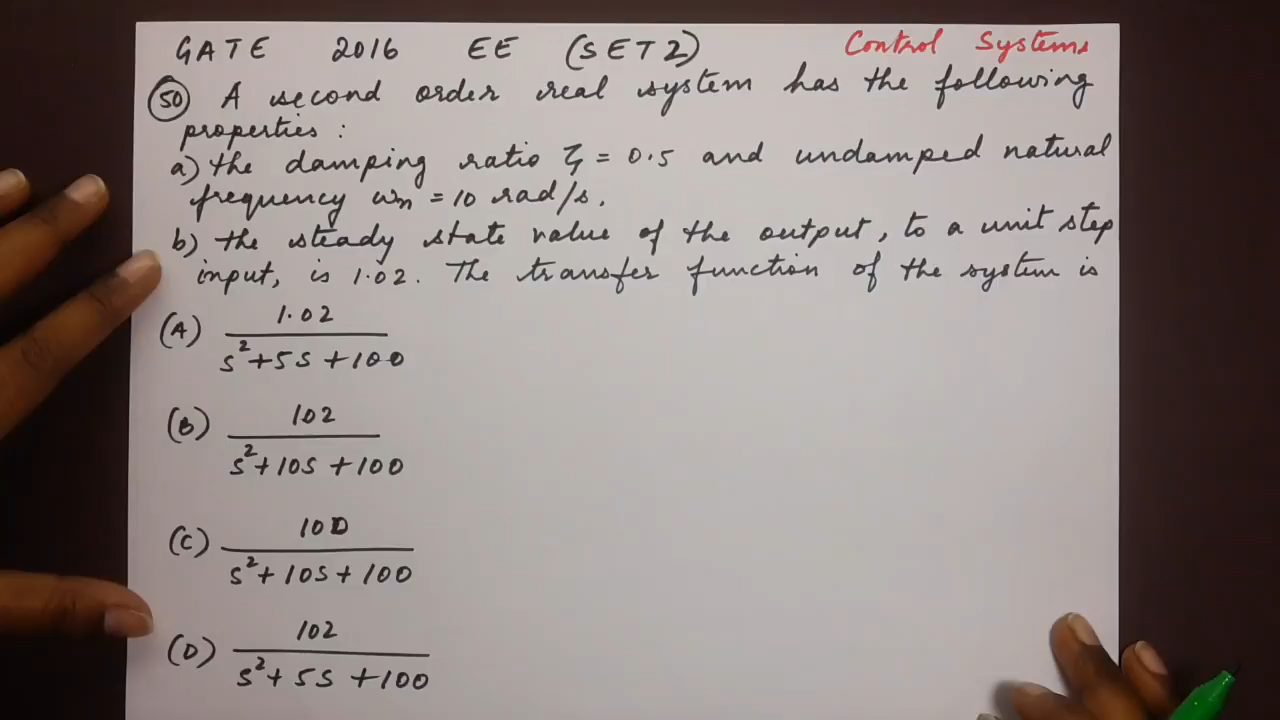 GATE 2016 EE (SET2) Control Systems
(50) A second order real system has the following
properties :
a) the damping ratio ζ = 0.5 and undamped natural
frequency ωn = 10 rad/s.
b) the steady state value of the output, to a unit step
input, is 1.02. The transfer function of the system is
(A) 1.02
s²+5s+100
(B) 102
s²+10s+100
(C) 100
s²+10s+100
(D) 102
s²+5s+100